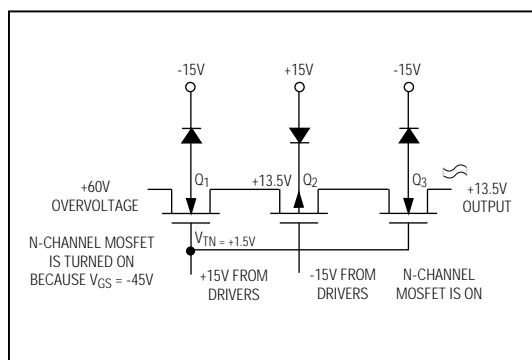 -15V
+15V
-15V
+60V
OVERVOLTAGE
Q1
+13.5V
Q2
Q3
+13.5V
OUTPUT
N-CHANNEL MOSFET
IS TURNED ON
BECAUSE VGS = -45V
VTN = +1.5V
+15V FROM
DRIVERS
-15V FROM
DRIVERS
N-CHANNEL
MOSFET IS ON